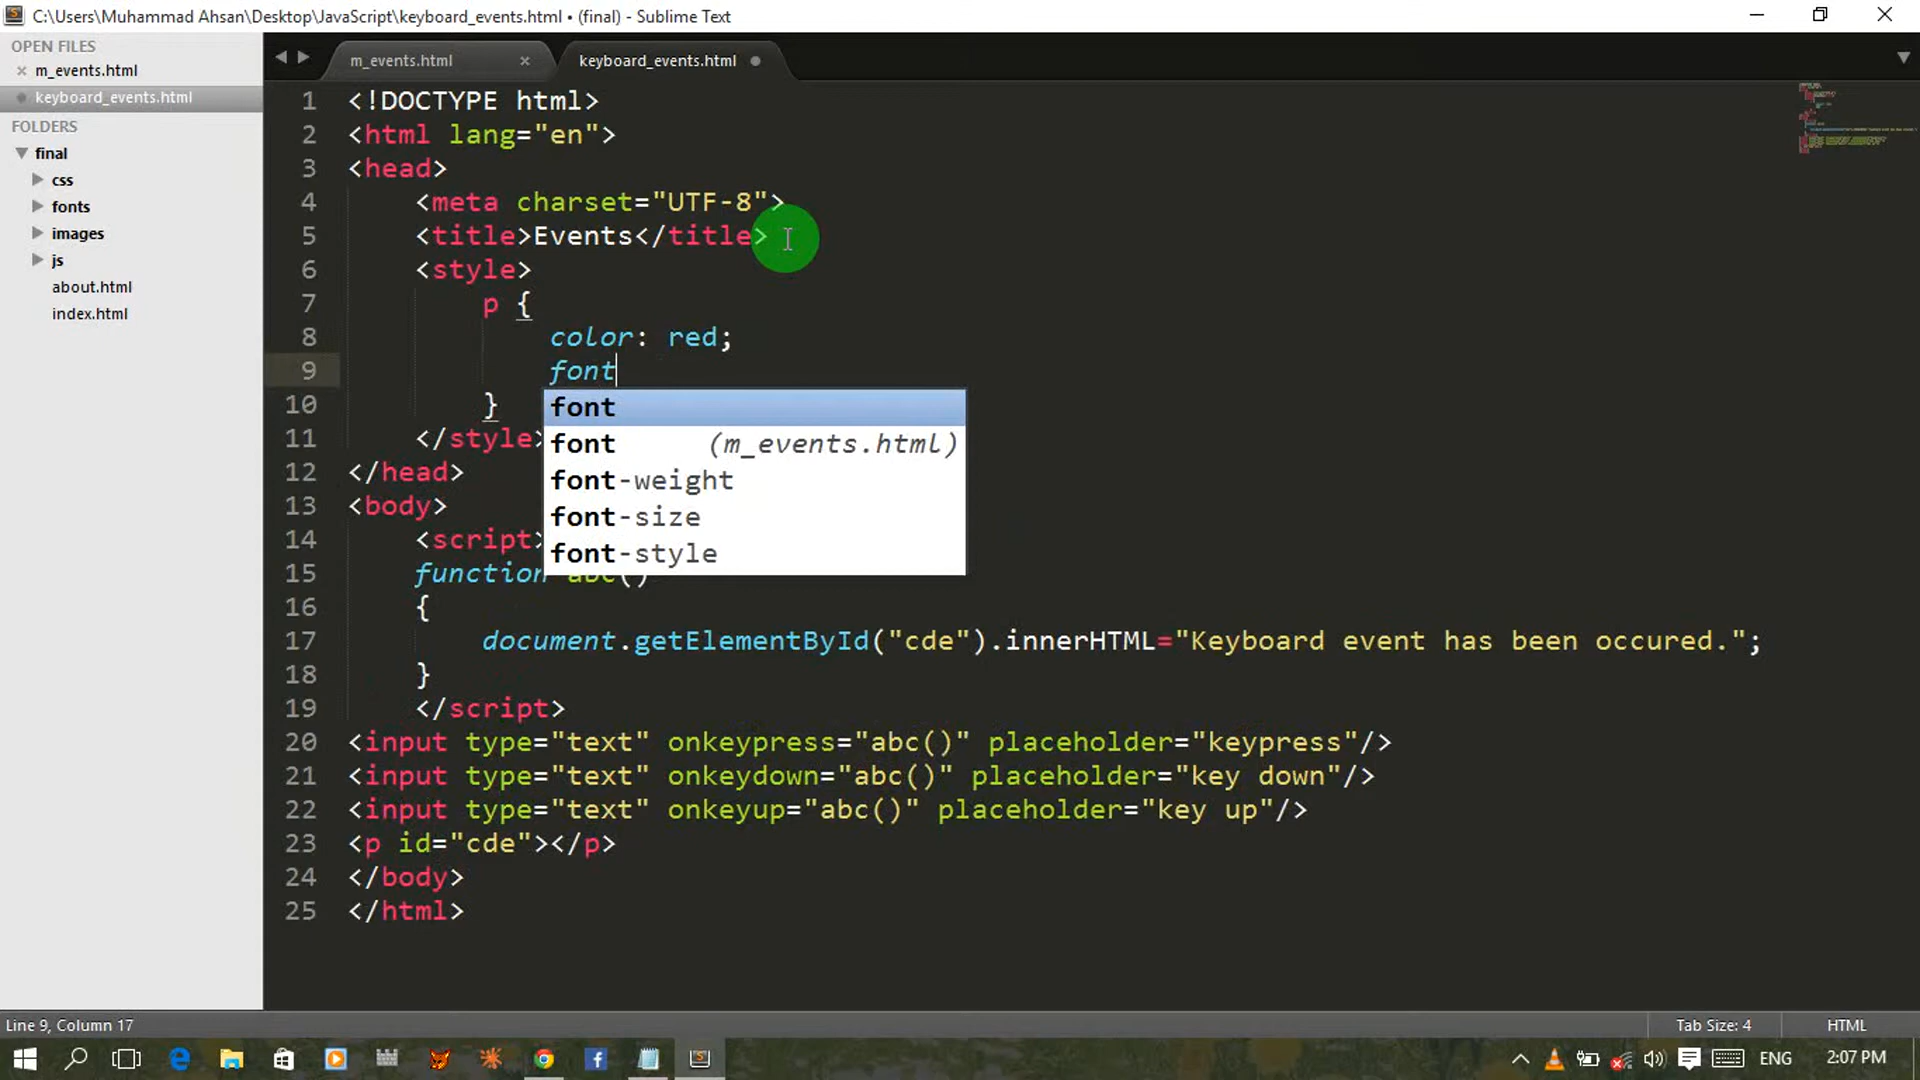 C:\Users\Muhammad Ahsan\Desktop\JavaScript\keyboard_events.html • (final) - Sublime Text
OPEN FILES
m_events.html
keyboard_events.html
FOLDERS
final
css
fonts
images
js
about.html
index.html
m_events.html
keyboard_events.html
1 <!DOCTYPE html>
2 <html lang="en">
3 <head>
4 <meta charset="UTF-8">
5 <title>Events</title>
6 <style>
7 p {
8 color: red;
9 font
10 }
11 </style>
12 </head>
13 <body>
14 <script>
15 function abc()
16 {
17 document.getElementById("cde").innerHTML="Keyboard event has been occured.";
18 }
19 </script>
20 <input type="text" onkeypress="abc()" placeholder="keypress"/>
21 <input type="text" onkeydown="abc()" placeholder="key down"/>
22 <input type="text" onkeyup="abc()" placeholder="key up"/>
23 <p id="cde"></p>
24 </body>
25 </html>
font
font (m_events.html)
font-weight
font-size
font-style
Line 9, Column 17
Tab Size: 4
HTML
ENG
2:07 PM